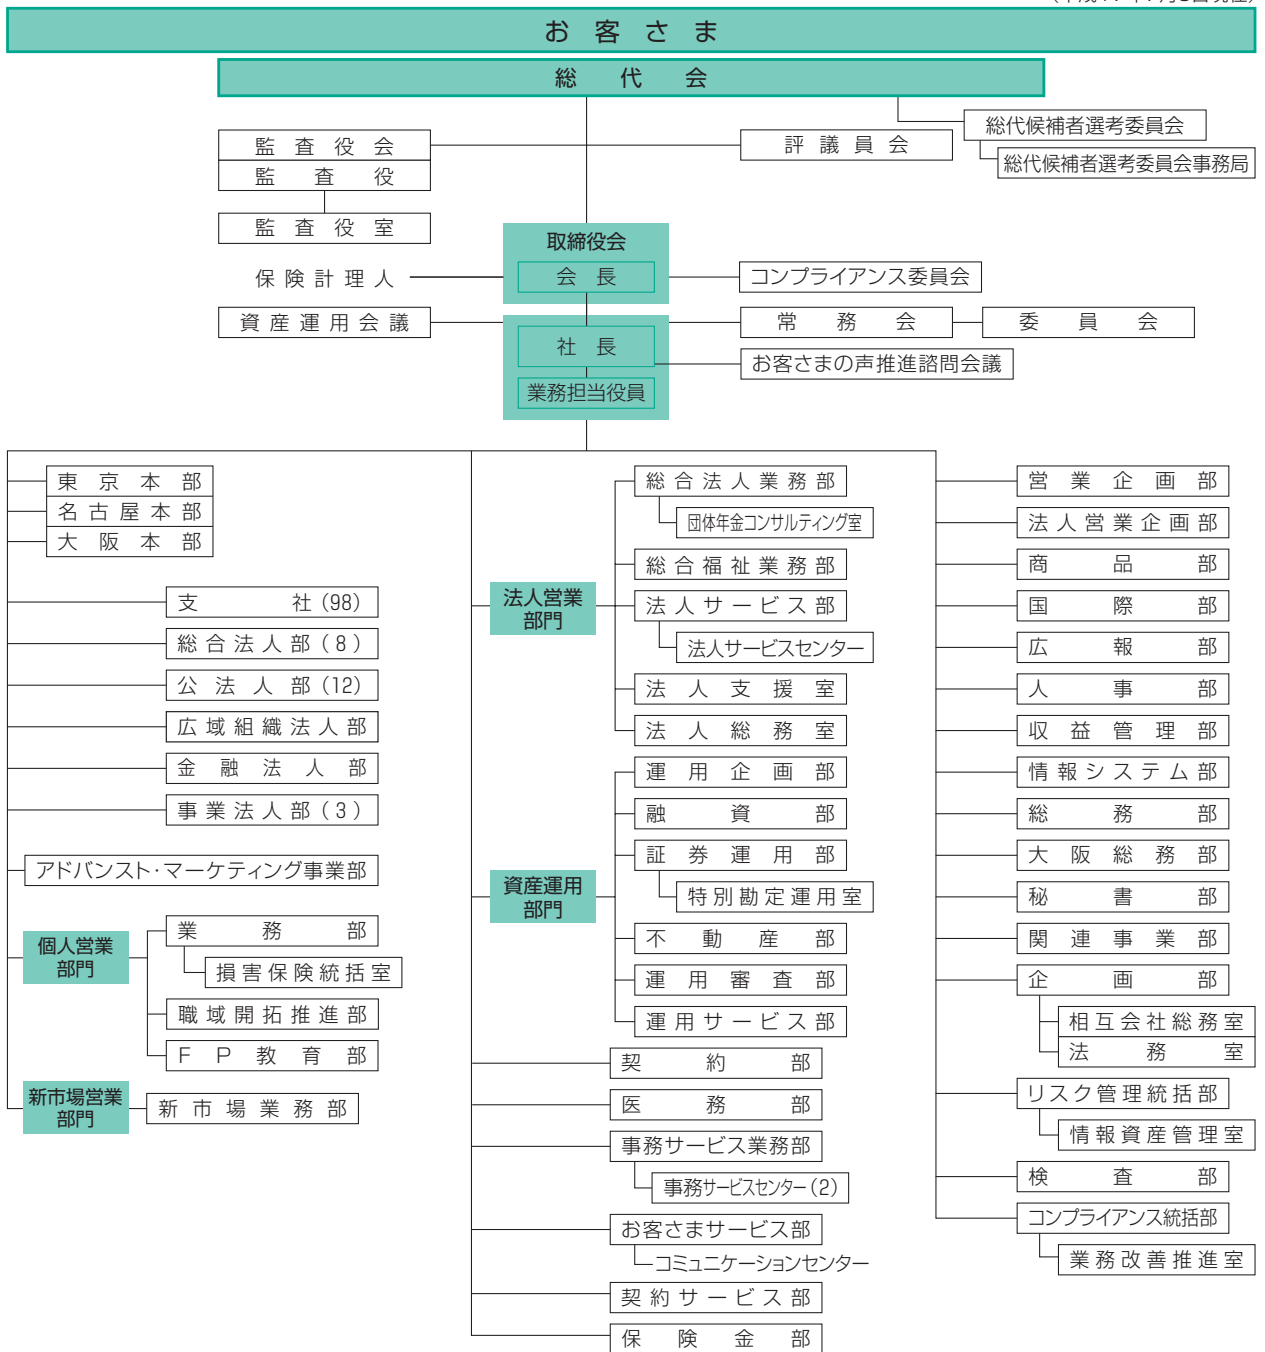 お客さま
総代会
総代候補者選考委員会
総代候補者選考委員会事務局
監査役会
評議員会
監査役
監査役室
取締役会
会長
保険計理人
コンプライアンス委員会
資産運用会議
常務会
委員会
社長
お客さまの声推進諮問会議
業務担当役員
東京本部
名古屋本部
大阪本部
支社(98)
総合法人部(8)
公法人部(12)
広域組織法人部
金融法人部
事業法人部(3)
アドバンスト・マーケティング事業部
個人営業
部門
業務部
損害保険統括室
職域開拓推進部
FP教育部
新市場営業
部門
新市場業務部
法人営業
部門
総合法人業務部
団体年金コンサルティング室
総合福祉業務部
法人サービス部
法人サービスセンター
法人支援室
法人総務室
資産運用
部門
運用企画部
融資部
証券運用部
特別勘定運用室
不動産部
運用審査部
運用サービス部
契約部
医務部
事務サービス業務部
事務サービスセンター(2)
お客さまサービス部
コミュニケーションセンター
契約サービス部
保険金部
営業企画部
法人営業企画部
商品部
国際部
広報部
人事部
収益管理部
情報システム部
総務部
大阪総務部
秘書部
関連事業部
企画部
相互会社総務室
法務室
リスク管理統括部
情報資産管理室
検査部
コンプライアンス統括部
業務改善推進室